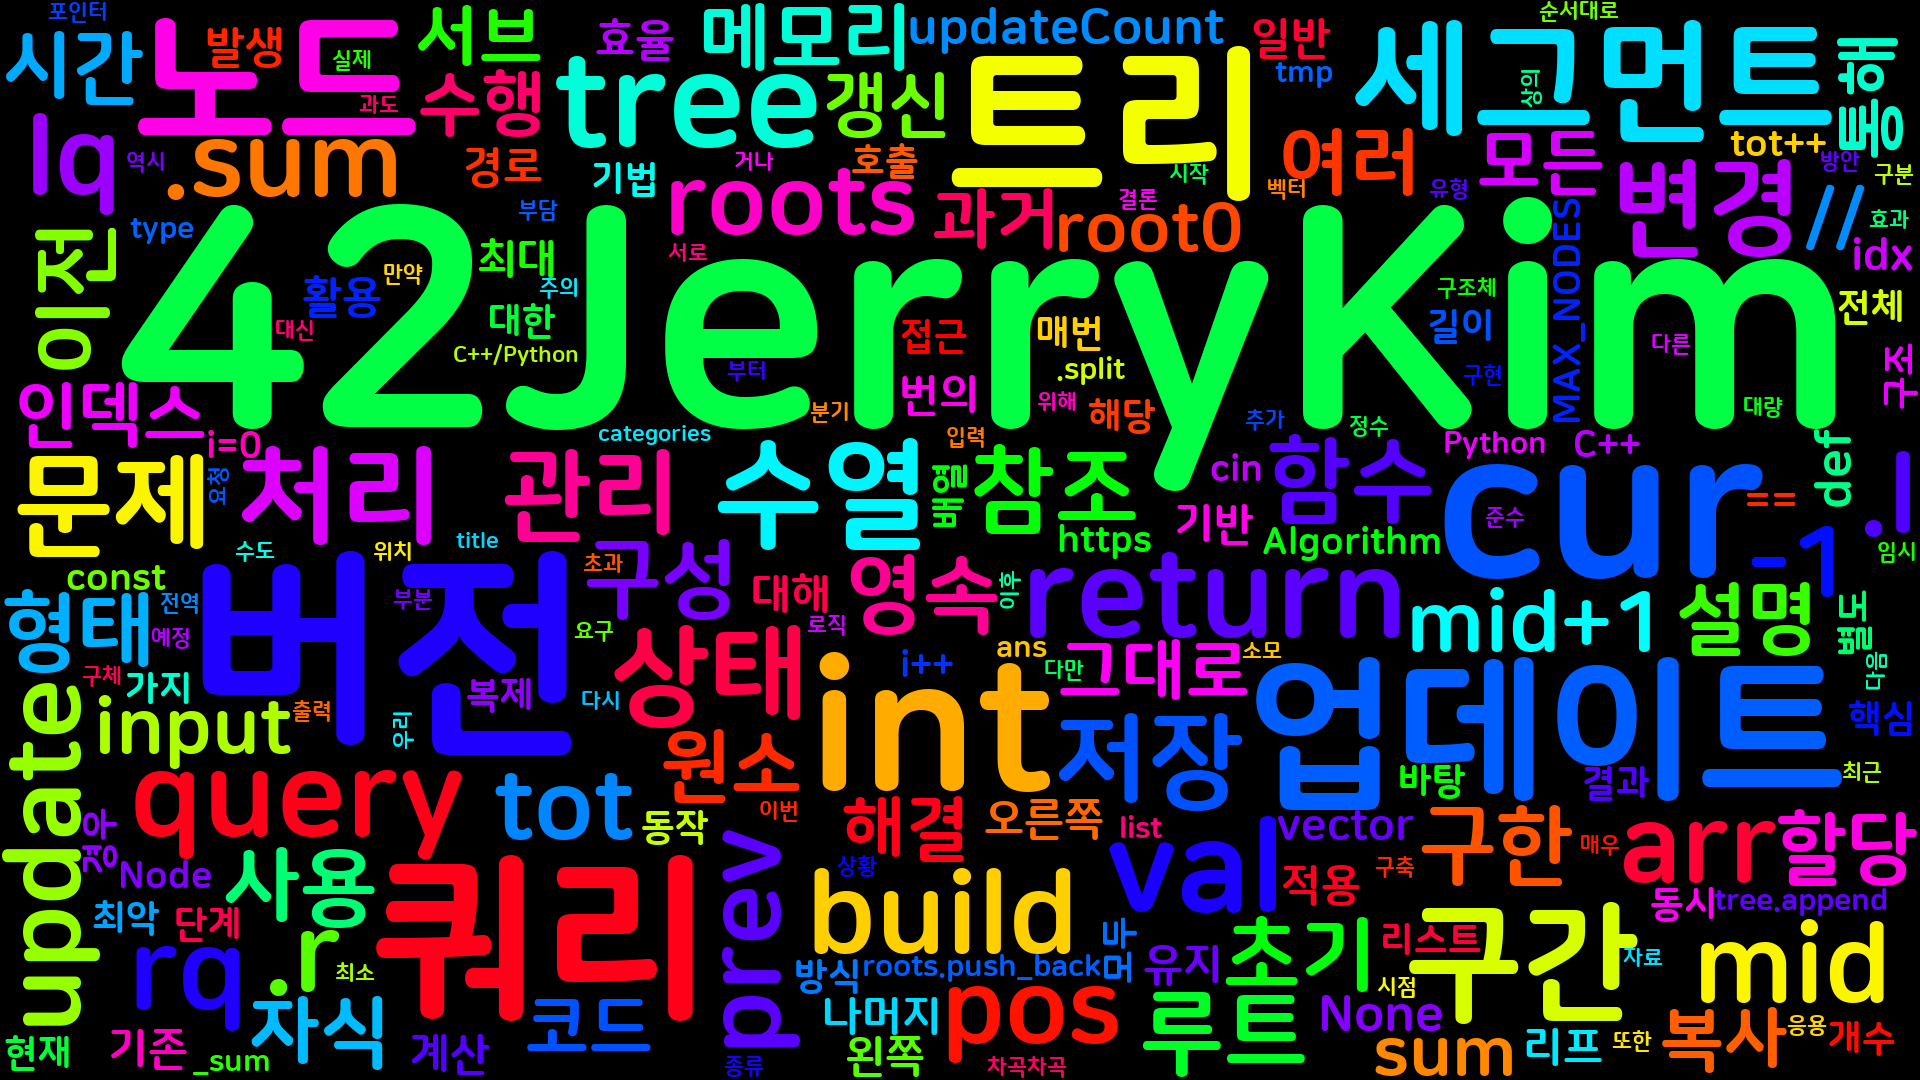 포인터
시간
노드
발생
실제
과도
서브
수행
효율
메모리
updateCount
일반
tmp
순서대로
세그먼트
상의
통해
tree
갱신
트리
lq
역시
.sum
경로
기법
거나
호출
시작
여러
벡터
모든
유형
tot++
방안
구분
type
부담
roots
과거
결론
root0
변경
//
효과
idx
이전
42JerryKim
최대
만약
활용
주의
서로
대신
대한
C++/Python
부터
접근
매번
.split
구조체
길이
MAX_NODES
다른
전체
구조
인덱스
i=0
categories
분기
번의
위해
해당
추가
구현
정수
대량
문제
요청
처리
관리
수열
입력
배열
참조
cin
함수
Python
C++
cur
==
def
.l
기반
https
Algorithm
준수
-1
임시
수도
위치
title
const
초과
구성
대해
영속
이후
return
형태
전역
예정
버전
부분
요구
로직
mid+1
설명
별도
구체
가지
복제
다시
상태
int
i++
ans
다만
그대로
소모
업데이트
다음
input
출력
우리
원소
저장
핵심
update
query
tot
동작
이번
해결
오른쪽
list
val
vector
바탕
결과
최근
경우
Node
사용
쿼리
prev
상황
build
적용
구축
구한
매우
arr
할당
최악
단계
동시
tree.append
rq
.r
최소
방식
roots.push_back
바로
유지
초기
리스트
시점
구간
자료
mid
현재
기존
_sum
자식
계산
코드
종류
나머지
왼쪽
pos
차곡차곡
루트
None
sum
리프
또한
복사
응용
개수